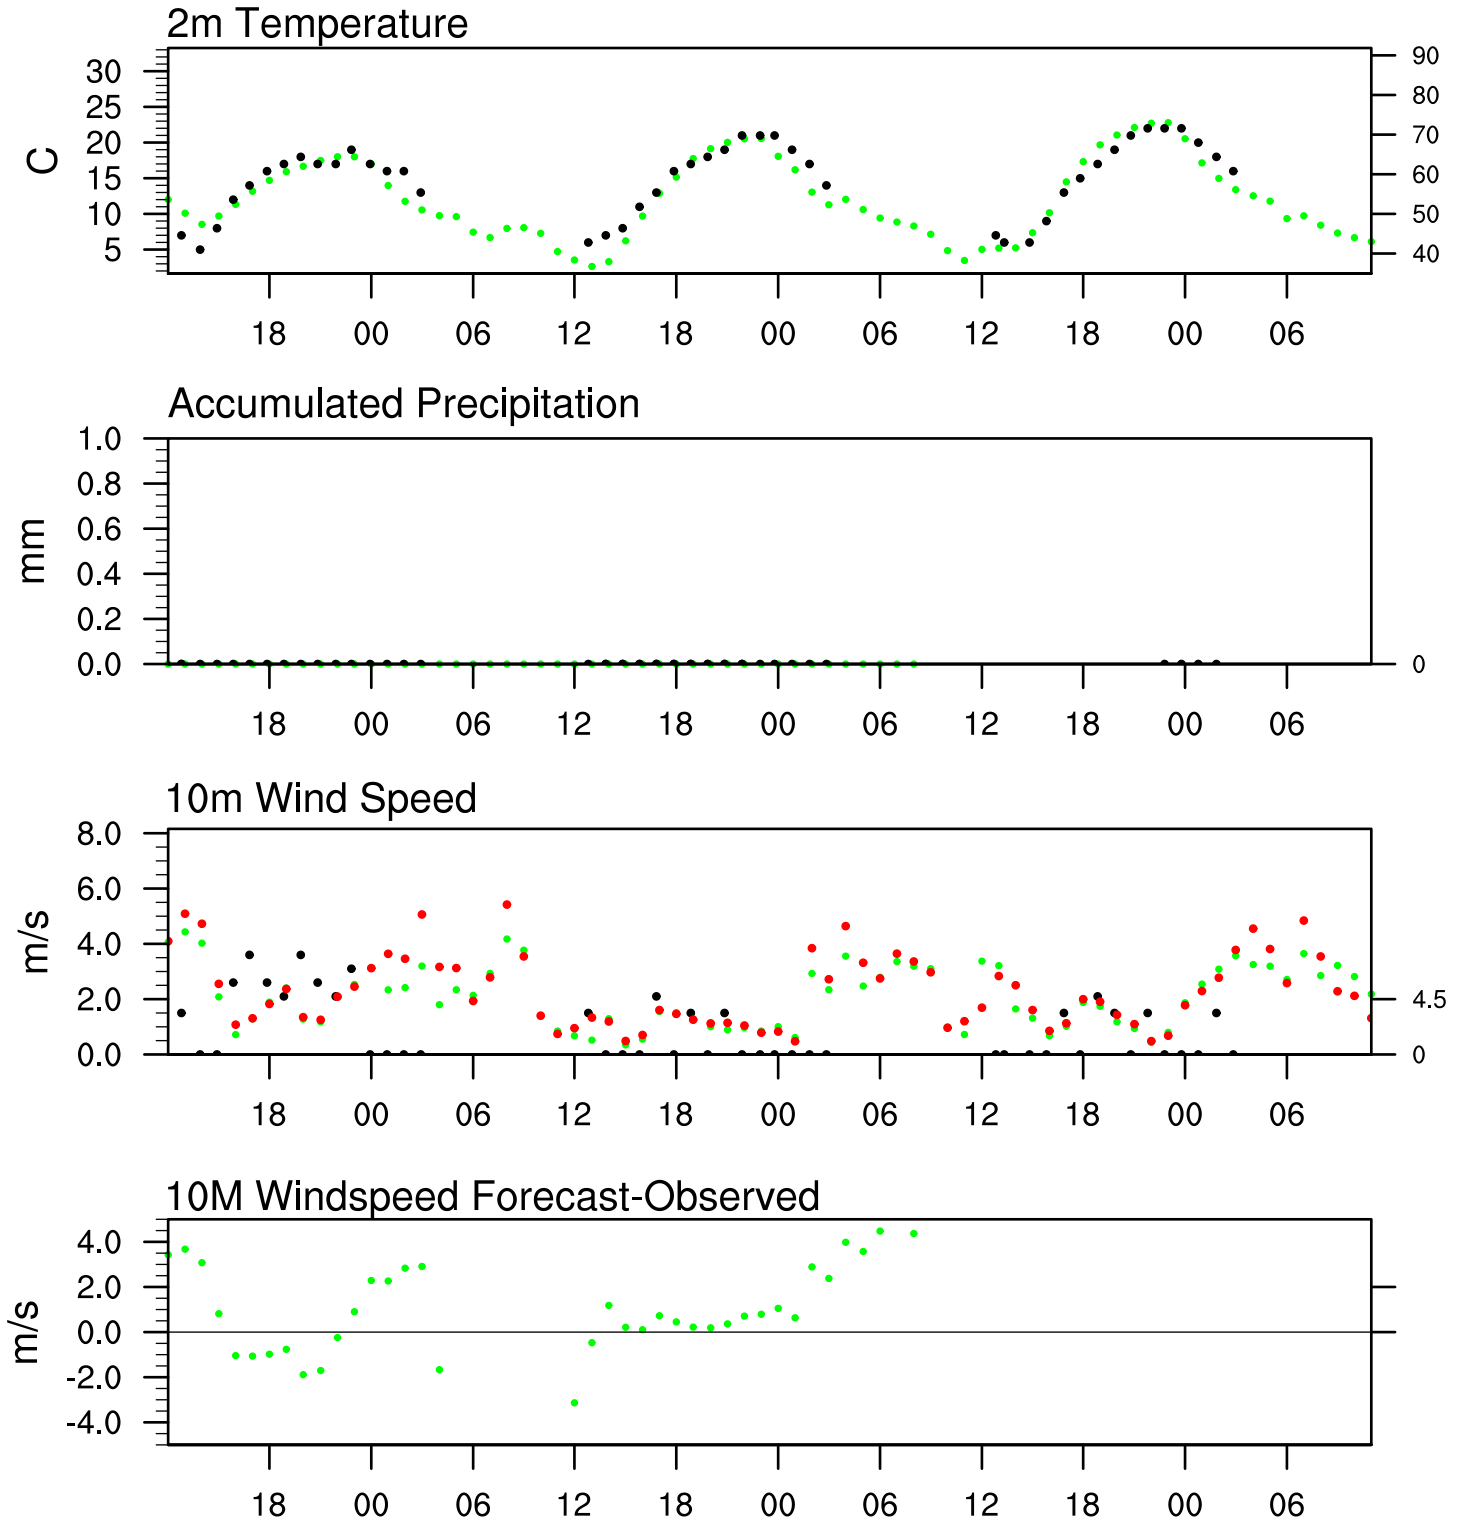 2m Temperature
30 90
25 80
20 70
C
15 60
10 50
5 40
18 00 06 12 18 00 06 12 18 00 06
Accumulated Precipitation
1.0
0.8
0.6
mm
0.4
0.2
0.0 0
18 00 06 12 18 00 06 12 18 00 06
10m Wind Speed
8.0
6.0
4.0
m/s
2.0 4.5
0.0 0
18 00 06 12 18 00 06 12 18 00 06
10M Windspeed Forecast-Observed
4.0
2.0
0.0
m/s
-2.0
-4.0
18 00 06 12 18 00 06 12 18 00 06